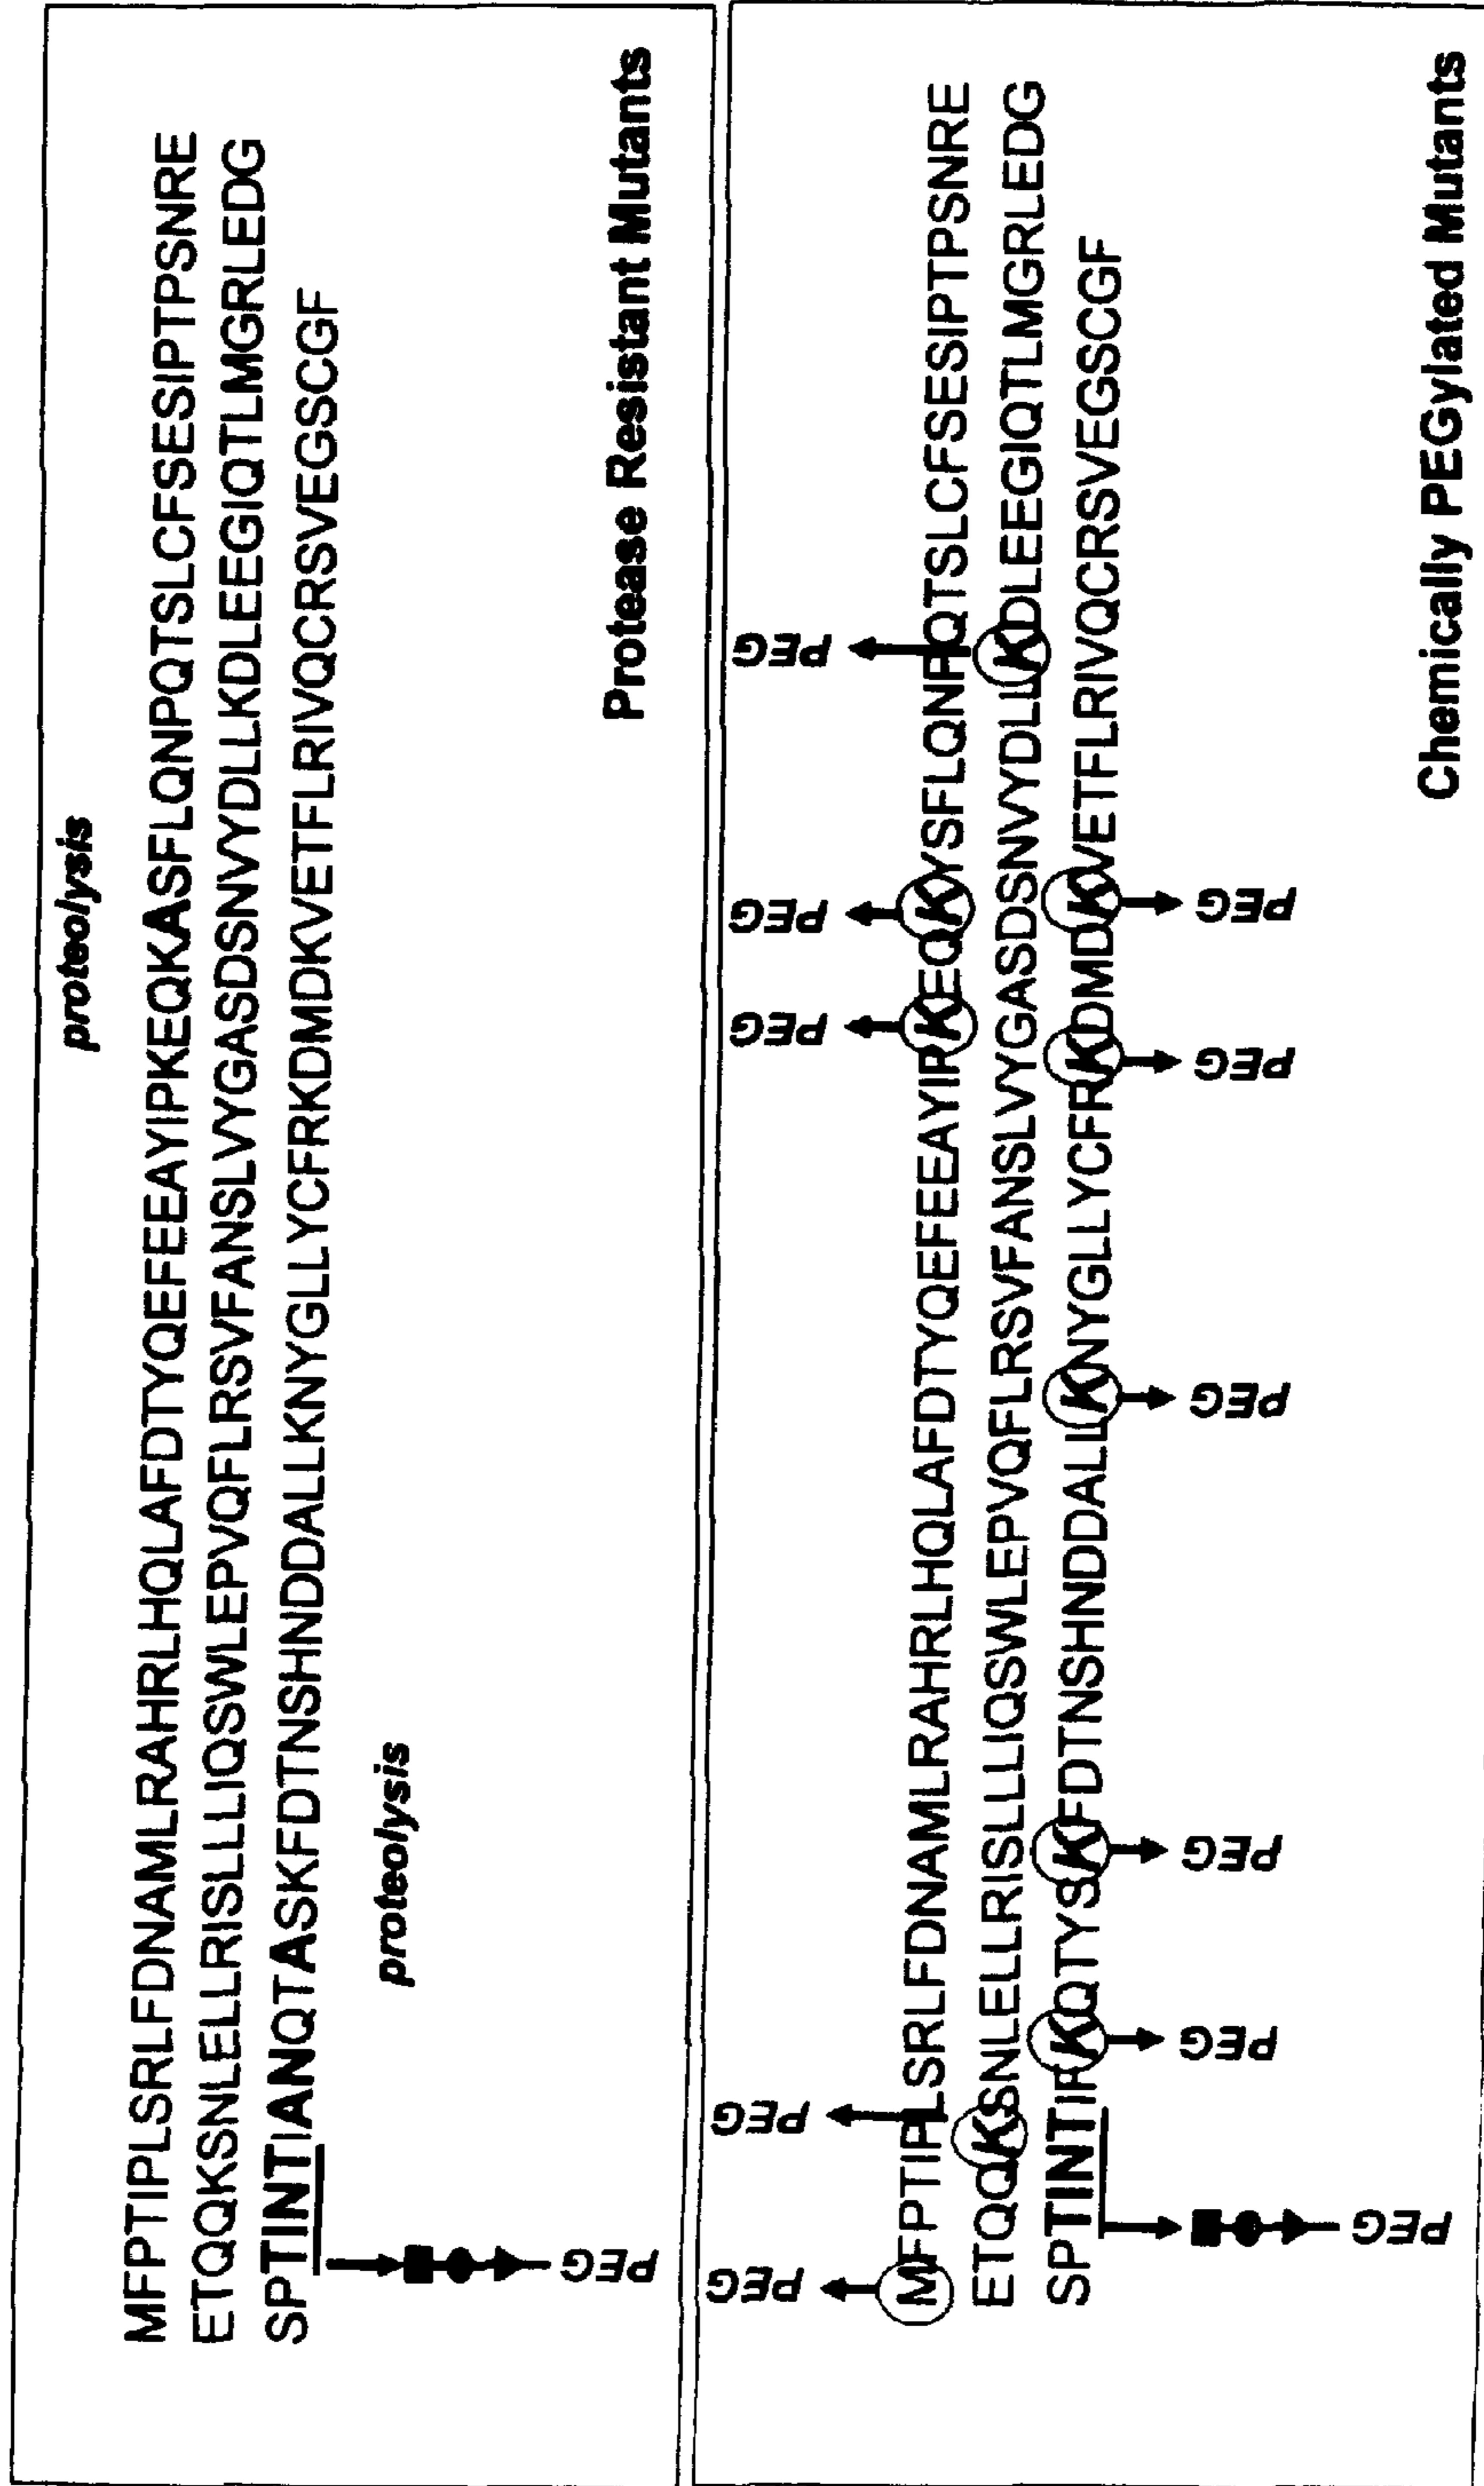 proteolysis
MFPTIPLSRLFDNAMLRAHRLHQLAFDTYQEFEEAYIPKEQKASFLQNPQTSLCFSESIPTPSNRE
ETQQKSNLELLRISLLLIQSWLEPVQFLRSVFANSLVYGASDSNVYDLLKDLEEGIQTLMGRLEDG
SPTINTIANQTASKFDTNSHNDDALLKNYGLLYCFRKDMDKVETFLRIVQCRSVEGSCGF
proteolysis
PEG
Protease Resistant Mutants
PEG PEG PEG PEG PEG
MFPTIPLSRLFDNAMLRAHRLHQLAFDTYQEFEEAYIPKEQKYSFLQNPQTSLCFSESIPTPSNRE
ETQQKSNLELLRISLLLIQSWLEPVQFLRSVFANSLVYGASDSNVYDLLKDLEEGIQTLMGRLEDG
SPTINTIRKQTYSKFDTNSHNDDALLKNYGLLYCFRKDMDKVETFLRIVQCRSVEGSCGF
PEG PEG PEG PEG PEG
PEG
Chemically PEGylated Mutants